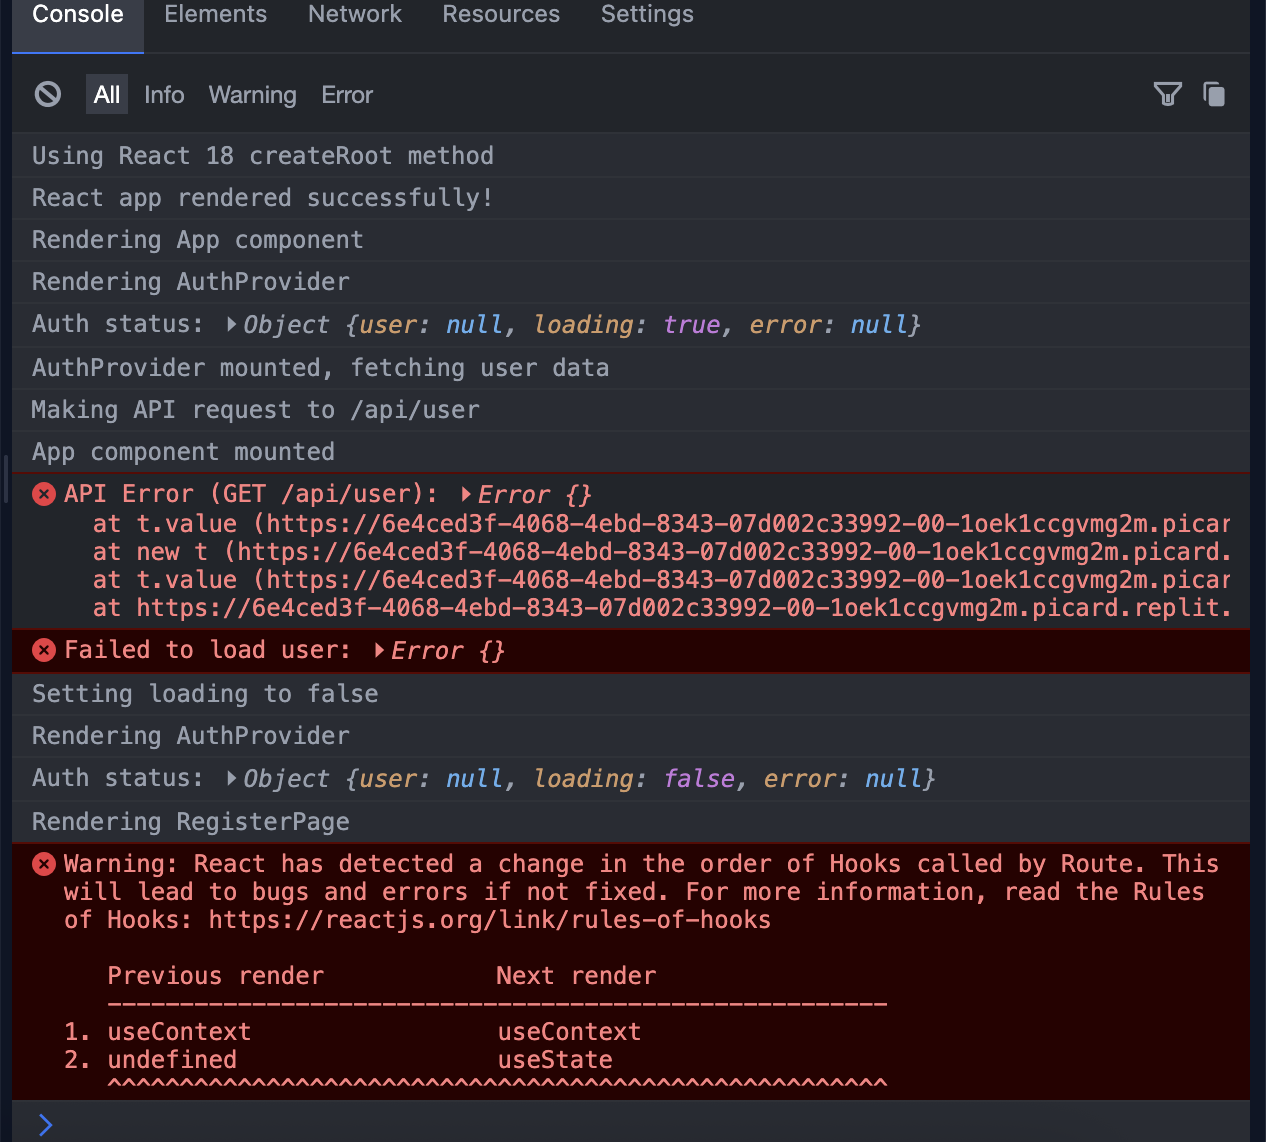 Console Elements Network Resources Settings
All Info Warning Error
Using React 18 createRoot method
React app rendered successfully!
Rendering App component
Rendering AuthProvider
Auth status: ▶Object {user: null, loading: true, error: null}
AuthProvider mounted, fetching user data
Making API request to /api/user
App component mounted
API Error (GET /api/user): ▶Error {}
at t.value (https://6e4ced3f-4068-4ebd-8343-07d002c33992-00-1oek1ccgvmg2m.picar
at new t (https://6e4ced3f-4068-4ebd-8343-07d002c33992-00-1oek1ccgvmg2m.picard.
at t.value (https://6e4ced3f-4068-4ebd-8343-07d002c33992-00-1oek1ccgvmg2m.picar
at https://6e4ced3f-4068-4ebd-8343-07d002c33992-00-1oek1ccgvmg2m.picard.replit.
Failed to load user: ▶Error {}
Setting loading to false
Rendering AuthProvider
Auth status: ▶Object {user: null, loading: false, error: null}
Rendering RegisterPage
Warning: React has detected a change in the order of Hooks called by Route. This
will lead to bugs and errors if not fixed. For more information, read the Rules
of Hooks: https://reactjs.org/link/rules-of-hooks
Previous render Next render
------------------------------------------------------
1. useContext useContext
2. undefined useState
^^^^^^^^^^^^^^^^^^^^^^^^^^^^^^^^^^^^^^^^^^^^^^^^^^^^^^